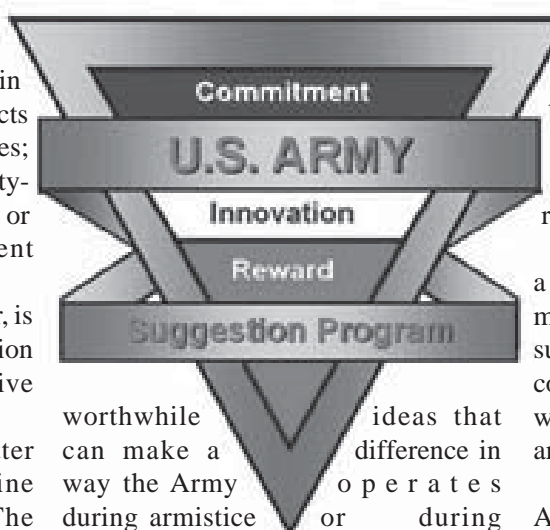 in
cts
es;
ty-
or
ent
r, is
ion
ive
ter
ine
The
Commitment
U.S. ARMY
Innovation
Reward
Suggestion Program
worthwhile ideas that
can make a difference in
way the Army operates
during armistice or during
r
a
m
su
co
w
ar
A